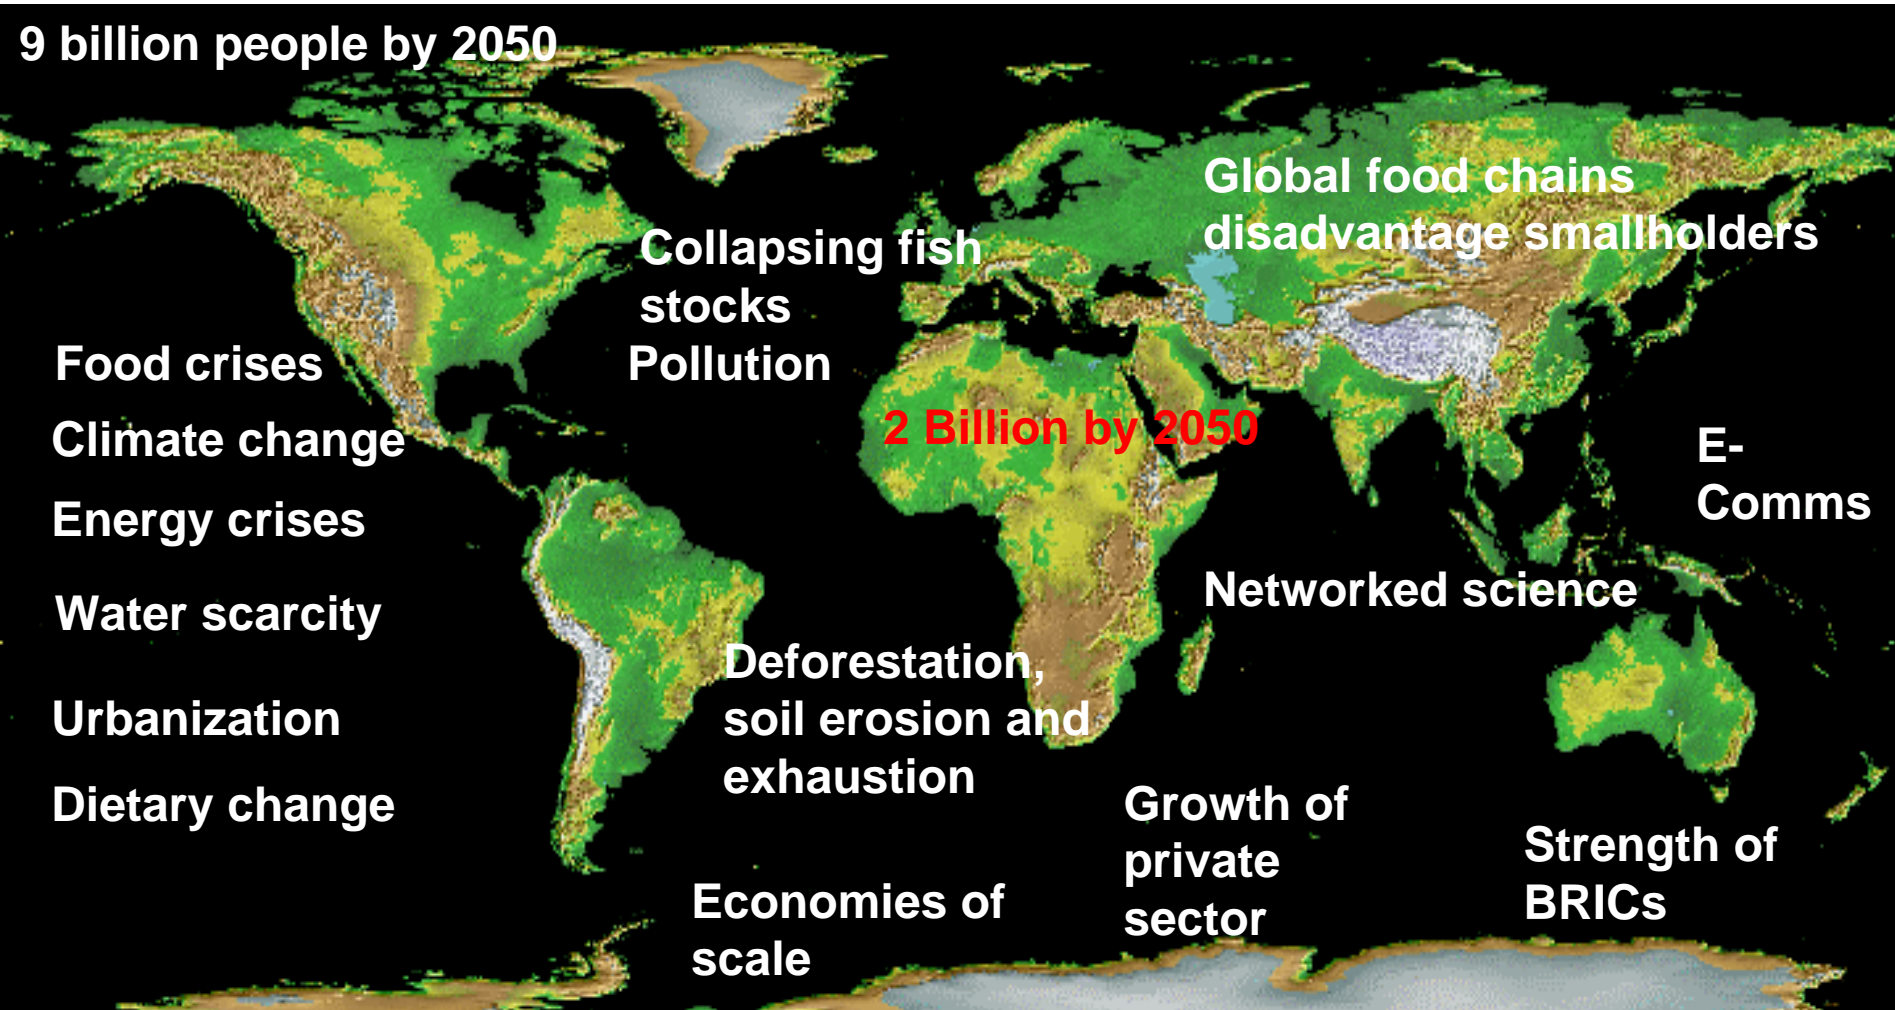 9 billion people by 2050
Global food chains
disadvantage smallholders
Collapsing fish
stocks
Pollution
Food crises
Climate change
Energy crises
Water scarcity
Urbanization
Dietary change
2 Billion by 2050
E-
Comms
Networked science
Deforestation,
soil erosion and
exhaustion
Growth of
private
sector
Strength of
BRICs
Economies of
scale